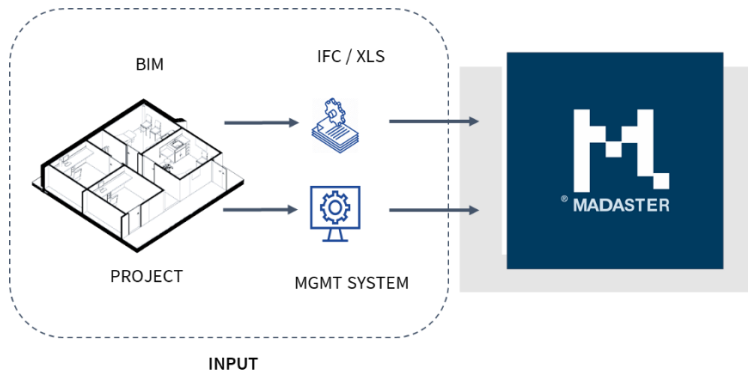 BIM
IFC / XLS
PROJECT
MGMT SYSTEM
INPUT
® MADASTER